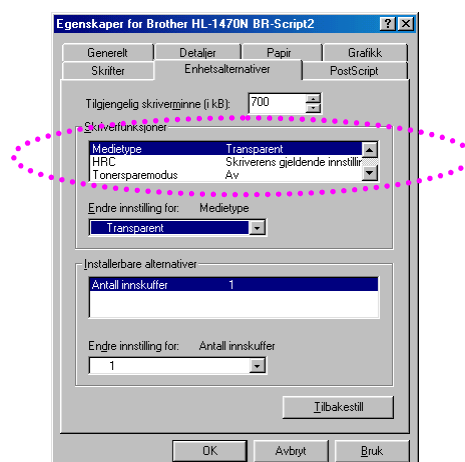 Egenskaper for Brother HL-1470N BR-Script2
Generelt Detaljer Papir Grafikk
Skrifter Enhetsalternativer PostScript
Tilgjengelig skriverminne (i kB): 700
Skriverfunksjoner
Medietype Transparent
HRC Skriverens gjeldende innstillir
Tonersparemodus Av
Endre innstilling for: Medietype
Transparent
Installerbare alternativer
Antall innskuffer 1
Endre innstilling for: Antall innskuffer
1
Tilbakestill
OK Avbryt Bruk